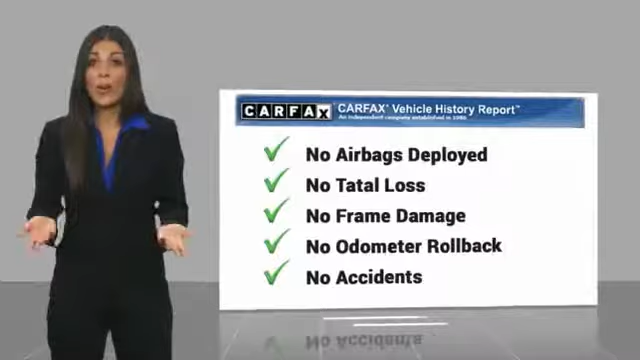 CARFAX CARFAX® Vehicle History Report™
An independent company established in 1986
No Airbags Deployed
No Tatal Loss
No Frame Damage
No Odometer Rollback
No Accidents